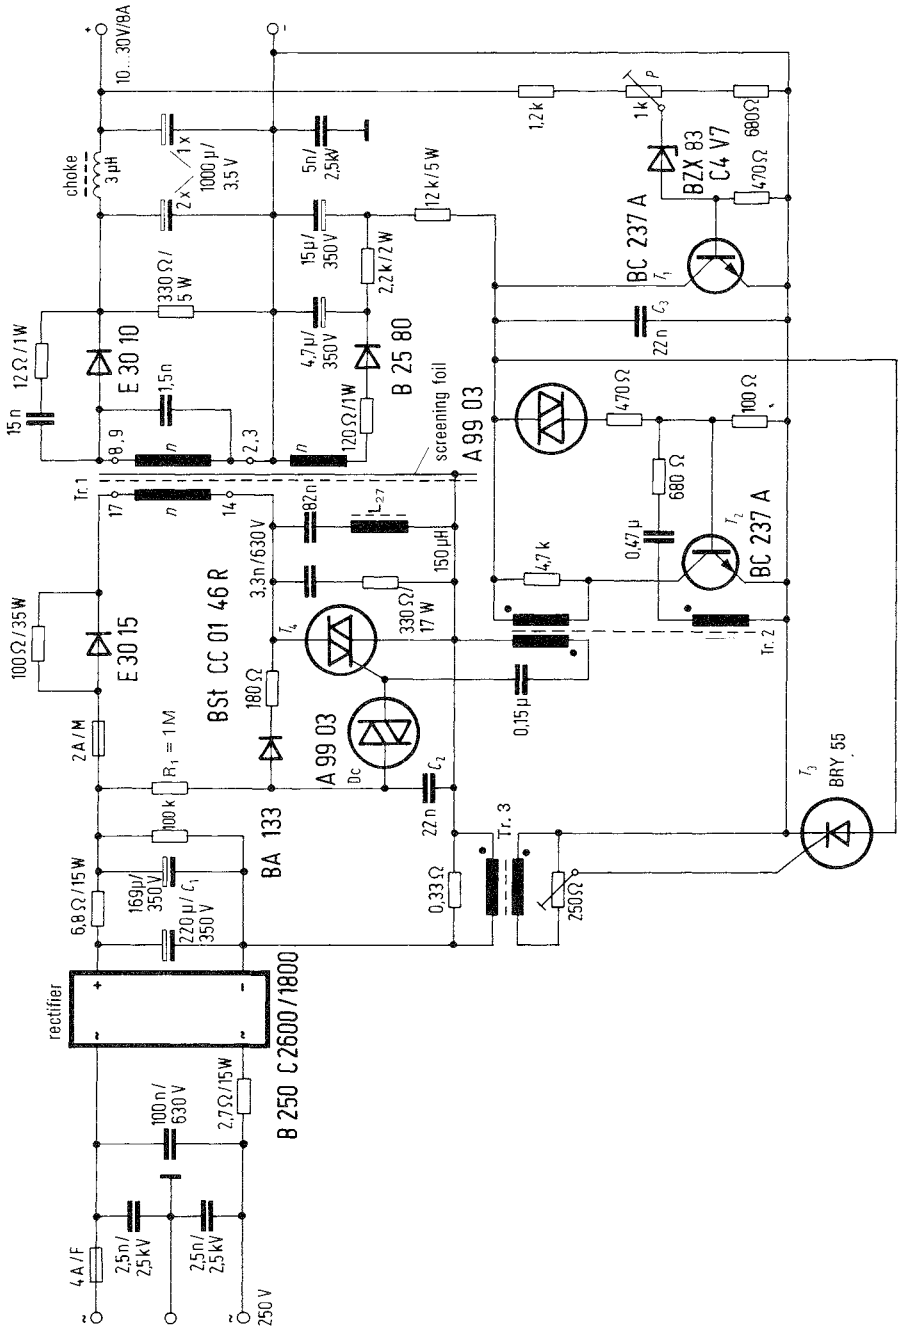 ~
4A/F
2,5n/
2,5kV
2,5n/
2,5kV
~
250 V
100n/
630V
2,7Ω/15W
rectifier
~
+
~
−
B 250 C2600/1800
6,8Ω/15W
169µ/
350V
220µ/ C₁
350V
100k
R₁ = 1M
2A/M
100Ω/35W
E 30 15
BA 133
180Ω
BSt CC 01 46 R
T₄
A 99 03
Dc
22n
C₂
0,33Ω
Tr. 3
250Ω
T₃
BRY 55
3,3n/630V
82n
330Ω/
17W
150µH
L27
Tr.1
17
n
14
8,9
n
2,3
n
screening foil
15n
12Ω/1W
E 30 10
1,5n
330Ω/
5W
choke
3µH
2x
1x
1000µ/
3,5V
+
10...30V/8A
-
4,7µ/
350V
15µ/
350V
5n/
2,5kV
120Ω/1W
B 25 80
2,2k/2W
12k/5W
A 99 03
4,7k
0,15µ
Tr.2
0,47µ
680Ω
470Ω
100Ω
T₂
BC 237 A
22n
C₃
T₁
BC 237 A
1,2k
1k
P
680Ω
BZX 83
C4 V7
470Ω